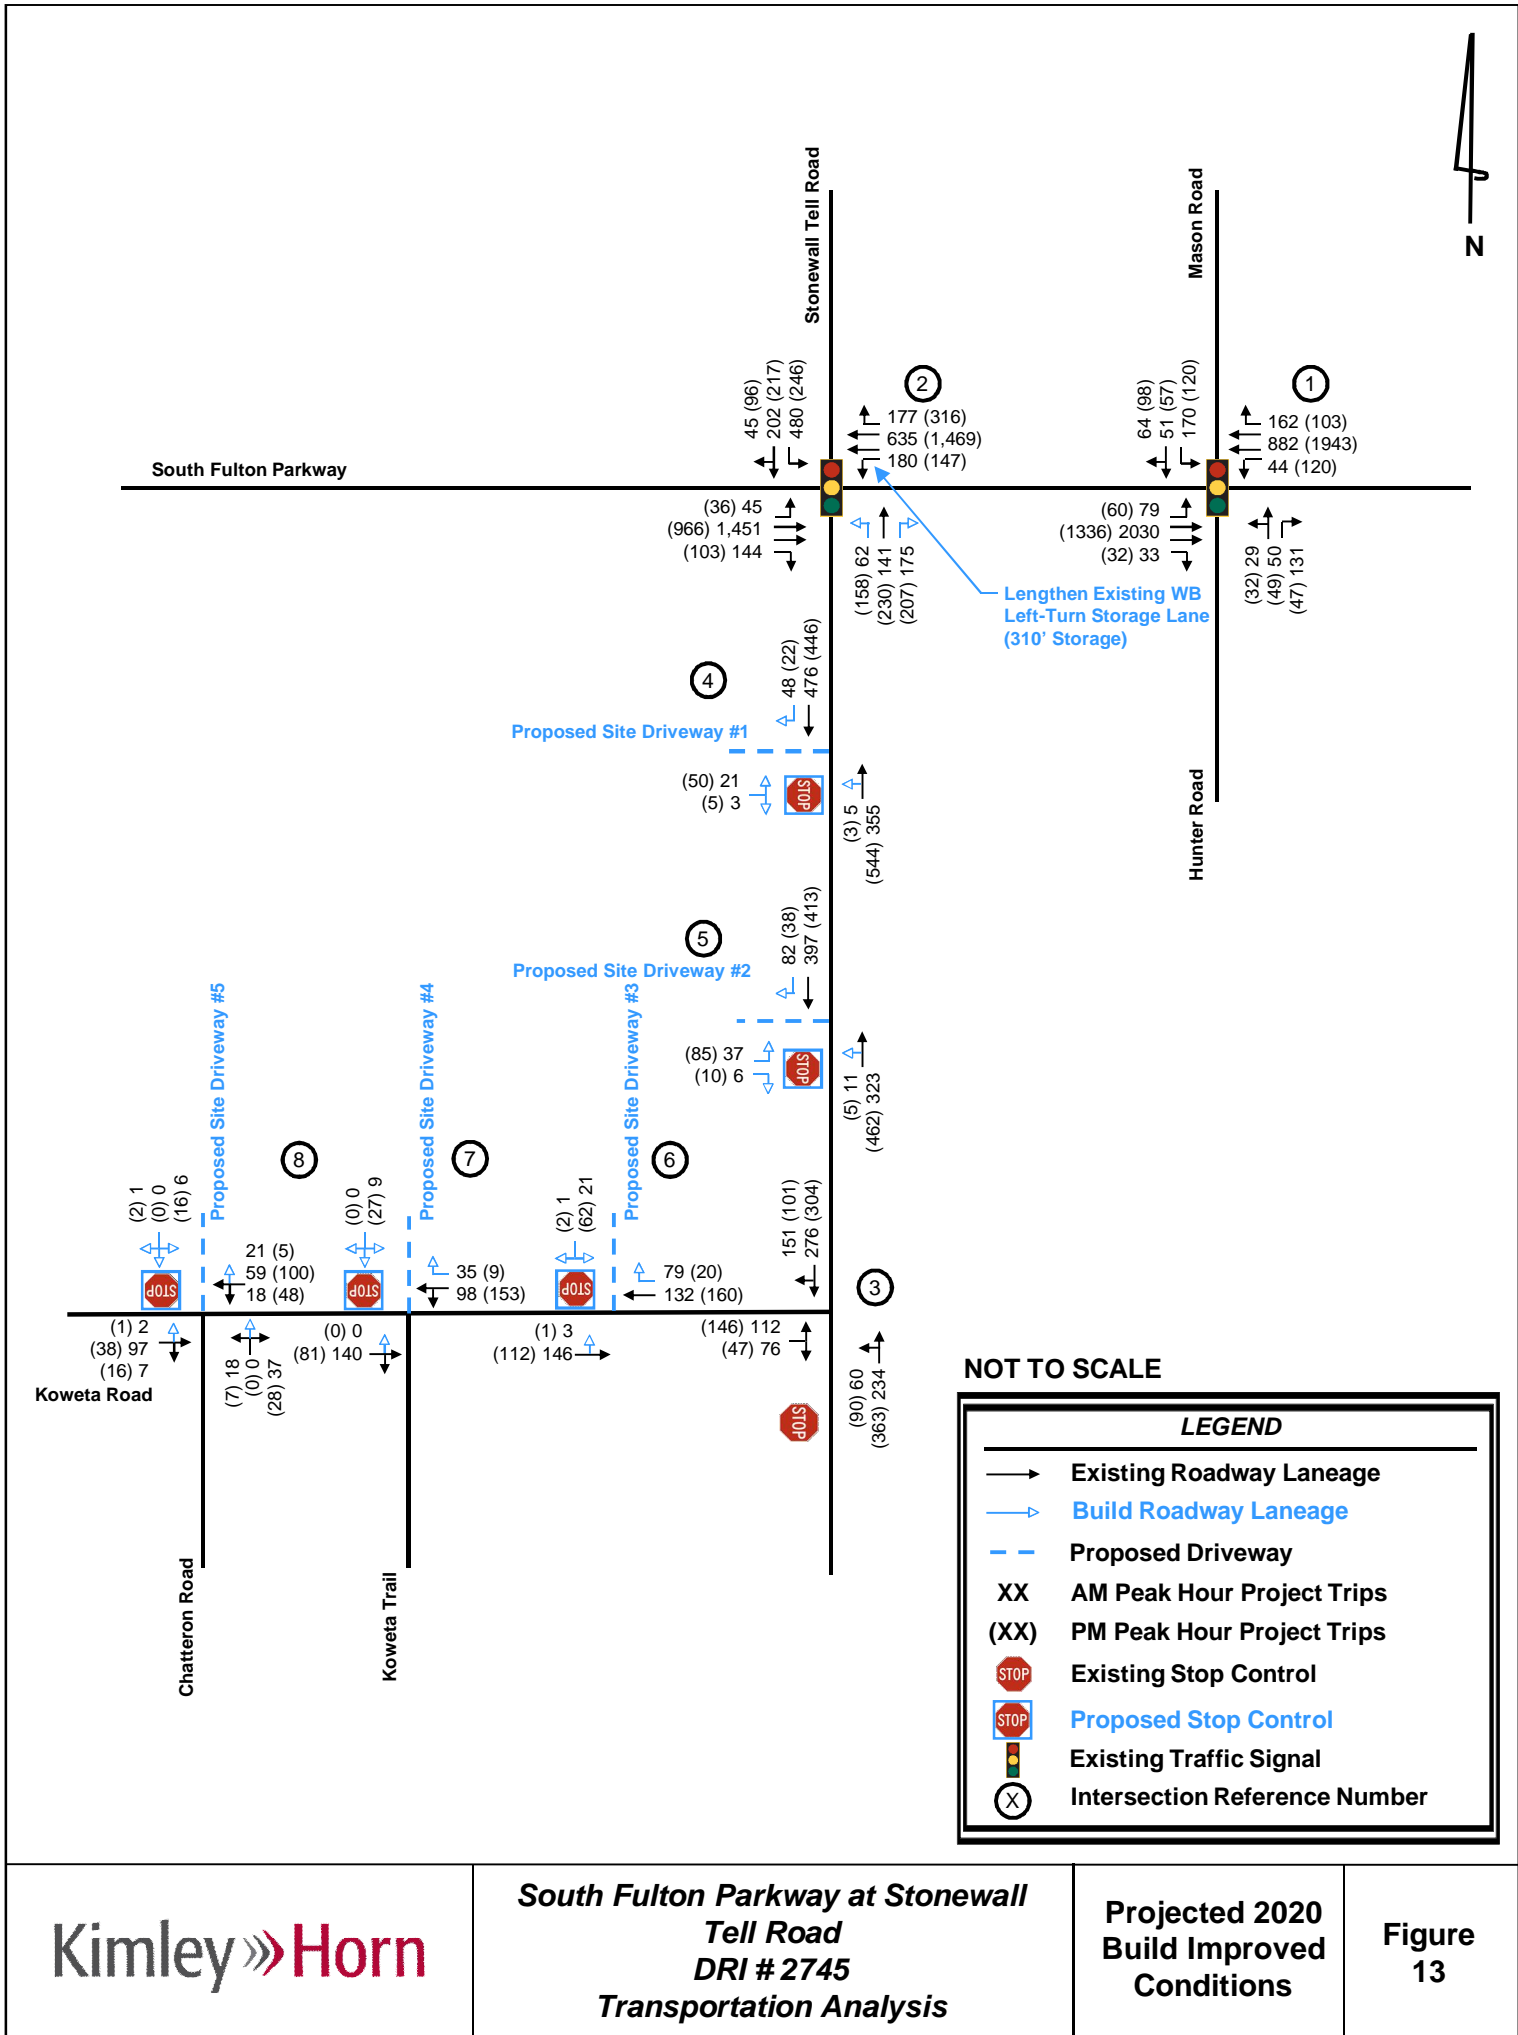 N
Stonewall Tell Road
Mason Road
45 (96)
202 (217)
480 (246)
2
177 (316)
635 (1,469)
180 (147)
64 (98)
51 (57)
170 (120)
1
162 (103)
882 (1943)
44 (120)
South Fulton Parkway
(36) 45
(966) 1,451
(103) 144
(158) 62
(230) 141
(207) 175
(60) 79
(1336) 2030
(32) 33
(32) 29
(49) 50
(47) 131
Lengthen Existing WB
Left-Turn Storage Lane
(310' Storage)
4
48 (22)
476 (446)
Proposed Site Driveway #1
(50) 21
(5) 3
STOP
(3) 5
(544) 355
Hunter Road
5
82 (38)
397 (413)
Proposed Site Driveway #2
(85) 37
(10) 6
STOP
(5) 11
(462) 323
Proposed Site Driveway #5
Proposed Site Driveway #4
Proposed Site Driveway #3
8
7
6
(2) 1
(0) 0
(16) 6
STOP
21 (5)
59 (100)
18 (48)
(0) 0
(27) 9
STOP
35 (9)
98 (153)
(2) 1
(62) 21
STOP
79 (20)
132 (160)
151 (101)
276 (304)
3
(1) 2
(38) 97
(16) 7
Koweta Road
(7) 18
(0) 0
(28) 37
(0) 0
(81) 140
(1) 3
(112) 146
(146) 112
(47) 76
STOP
(90) 60
(363) 234
Chatteron Road
Koweta Trail
NOT TO SCALE
LEGEND
Existing Roadway Laneage
Build Roadway Laneage
Proposed Driveway
XX AM Peak Hour Project Trips
(XX) PM Peak Hour Project Trips
STOP Existing Stop Control
STOP Proposed Stop Control
Existing Traffic Signal
X Intersection Reference Number
Kimley»Horn
South Fulton Parkway at Stonewall
Tell Road
DRI # 2745
Transportation Analysis
Projected 2020
Build Improved
Conditions
Figure
13